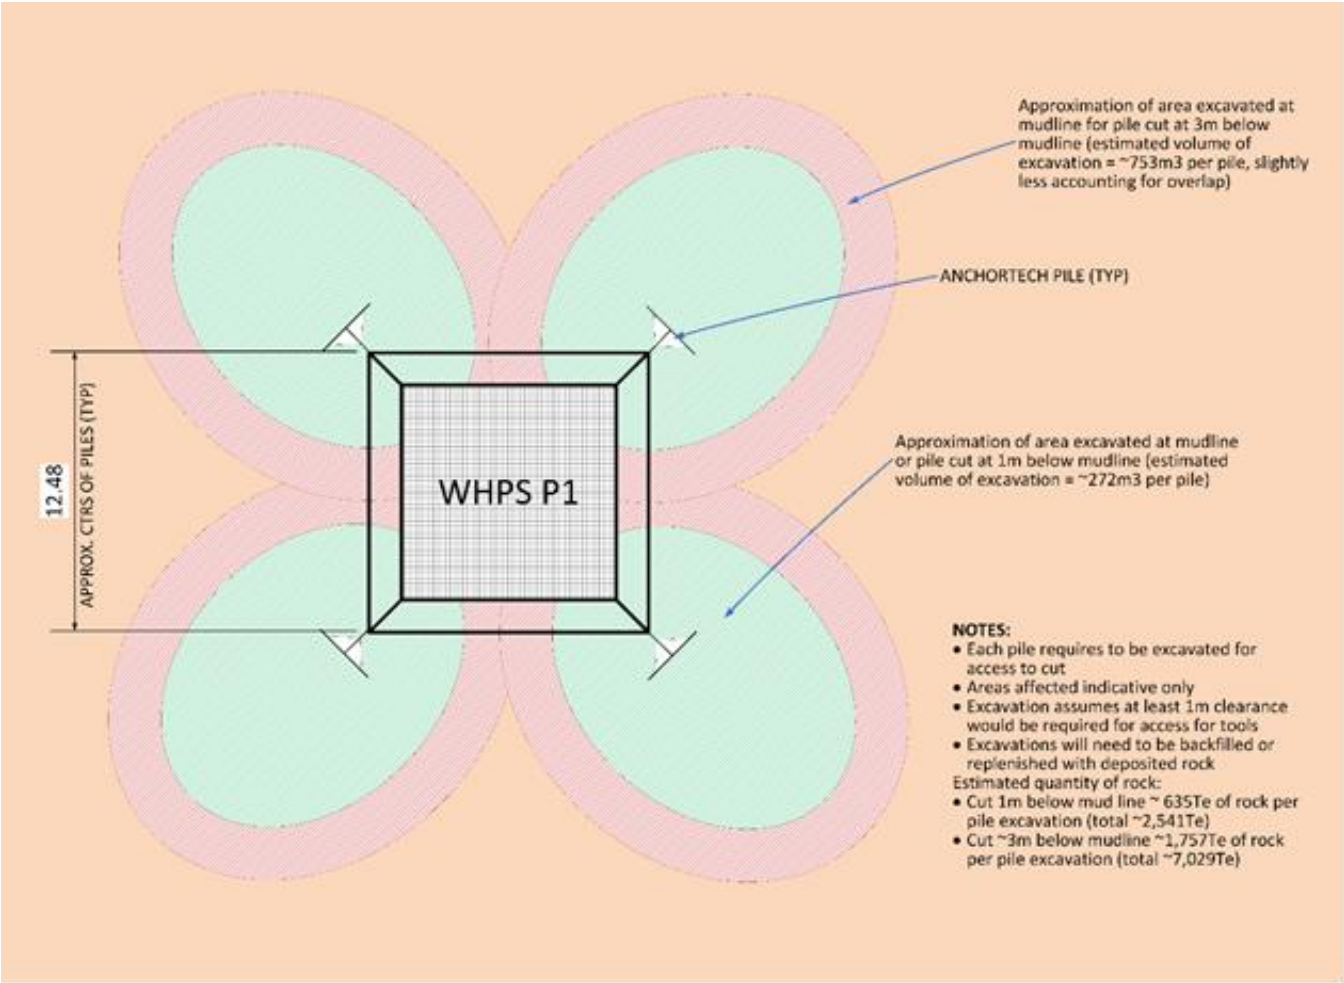 Approximation of area excavated at
mudline for pile cut at 3m below
mudline (estimated volume of
excavation = ~753m3 per pile, slightly
less accounting for overlap)
ANCHORTECH PILE (TYP)
12.48
APPROX. CTRS OF PILES (TYP)
WHPS P1
Approximation of area excavated at mudline
or pile cut at 1m below mudline (estimated
volume of excavation = ~272m3 per pile)
NOTES:
• Each pile requires to be excavated for
access to cut
• Areas affected indicative only
• Excavation assumes at least 1m clearance
would be required for access for tools
• Excavations will need to be backfilled or
replenished with deposited rock
Estimated quantity of rock:
• Cut 1m below mud line ~ 635Te of rock per
pile excavation (total ~2,541Te)
• Cut ~3m below mudline ~1,757Te of rock
per pile excavation (total ~7,029Te)